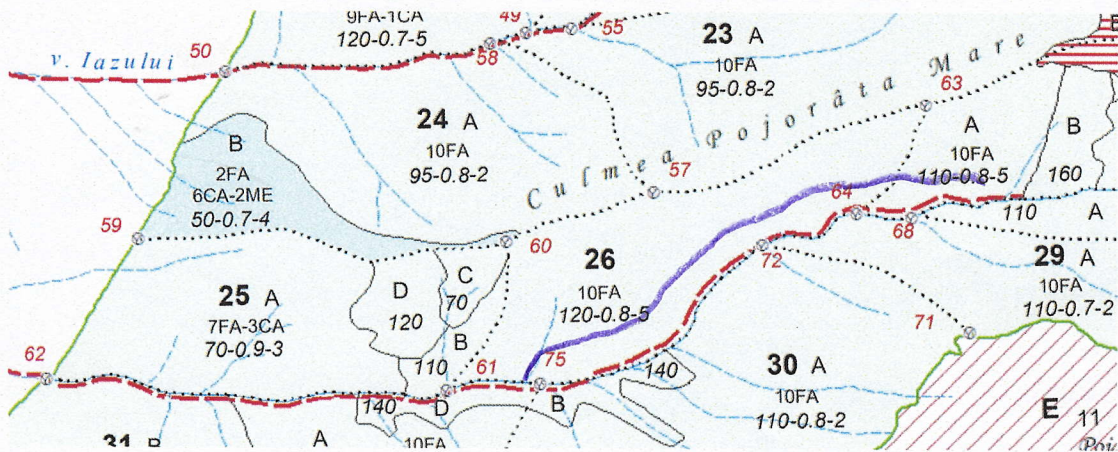 9FA-1CA
120-0.7-5
49
55
58
23 A
10FA
95-0.8-2
50
v. Iazului
63
24 A
10FA
95-0.8-2
B
2FA
6CA-2ME
50-0.7-4
Culmea Pojorâta Mare
57
A
10FA
110-0.8-5
B
160
59
60
64
68
110
A
72
26
10FA
120-0.8-5
29 A
10FA
110-0.7-2
25 A
7FA-3CA
70-0.9-3
D
120
C
70
B
110
71
62
61
75
140
30 A
10FA
110-0.8-2
140
D
B
E 11
31 B
A
10FA